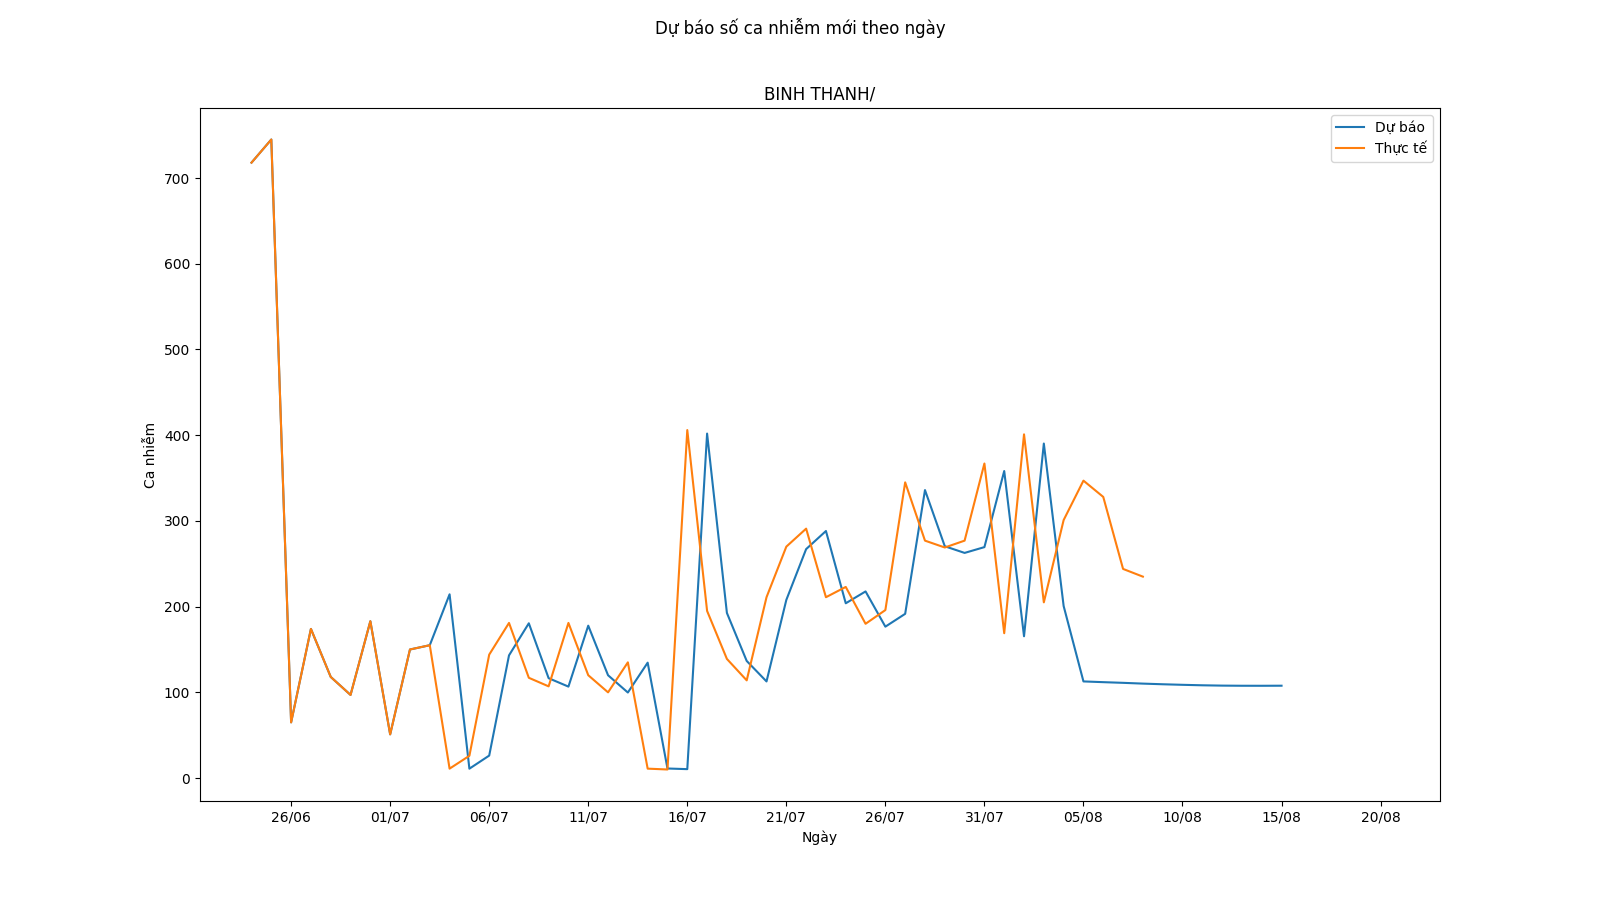 Dự báo số ca nhiễm mới theo ngày
BINH THANH/
Dự báo
Thực tế
700
600
500
400
300
200
100
0
Ca nhiễm
26/06 01/07 06/07 11/07 16/07 21/07 26/07 31/07 05/08 10/08 15/08 20/08
Ngày